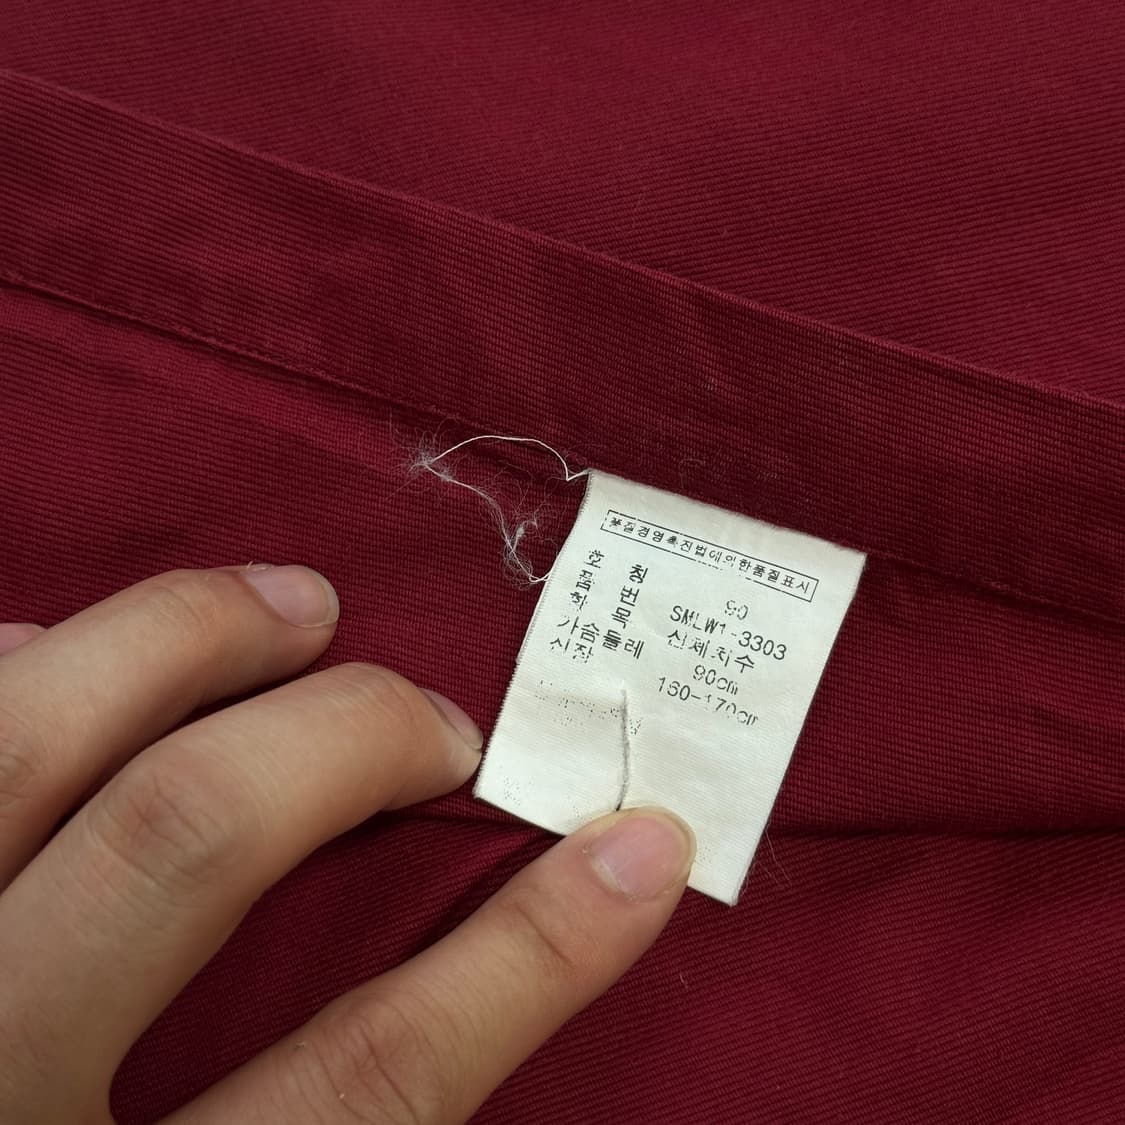 품질경영촉진법에의한품질표시
호 칭 90
품 번 SMLW1-3303
항 목 신체치수
가슴둘레 90cm
신장 160-170cm